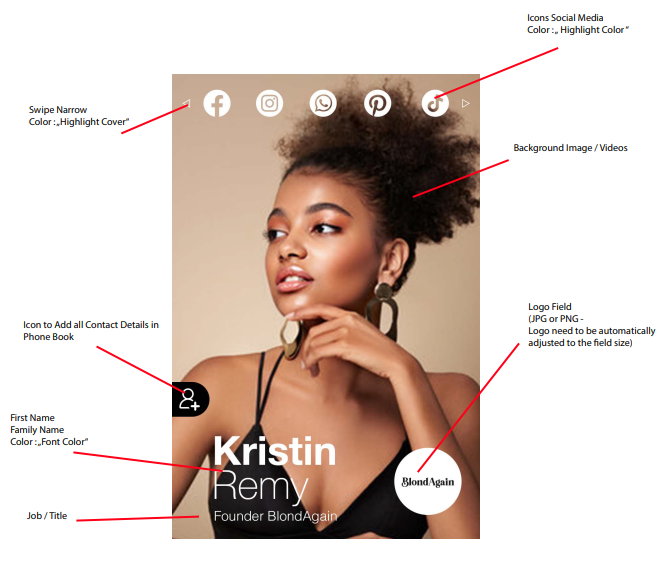 Icons Social Media
Color :„ Highlight Color“
Swipe Narrow
Color :„Highlight Cover“
Background Image / Videos
Logo Field
(JPG or PNG -
Logo need to be automatically
adjusted to the field size)
Icon to Add all Contact Details in
Phone Book
First Name
Family Name
Color :„Font Color“
Kristin
Remy
BlondAgain
Founder BlondAgain
Job / Title